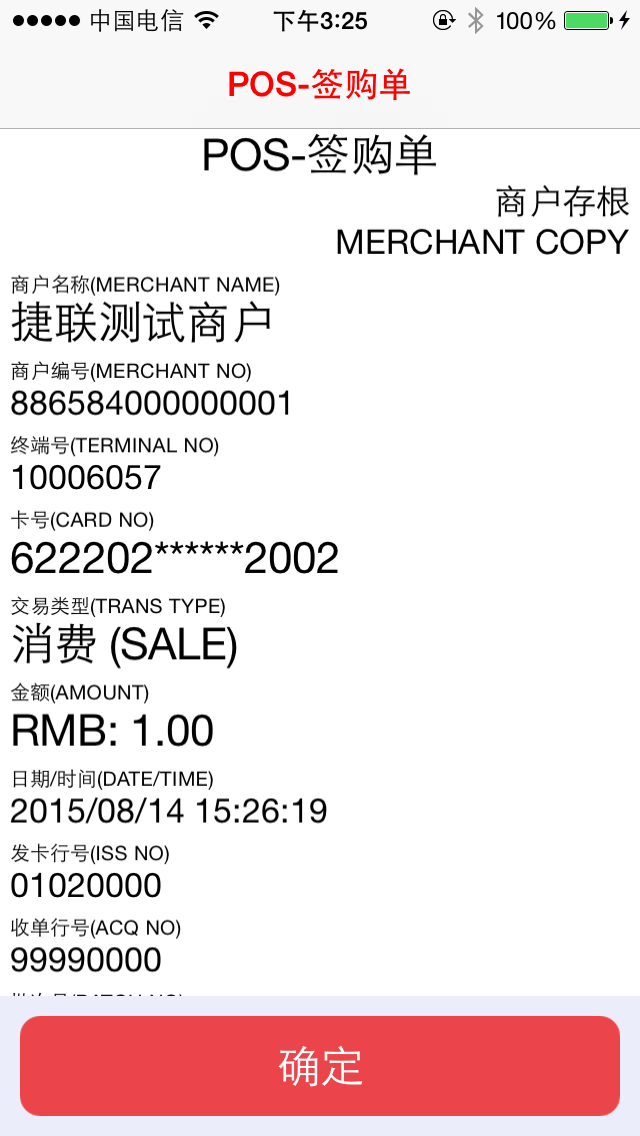 中国电信 下午3:25 100%
POS-签购单
POS-签购单
商户存根
MERCHANT COPY
商户名称(MERCHANT NAME)
捷联测试商户
商户编号(MERCHANT NO)
886584000000001
终端号(TERMINAL NO)
10006057
卡号(CARD NO)
622202******2002
交易类型(TRANS TYPE)
消费 (SALE)
金额(AMOUNT)
RMB: 1.00
日期/时间(DATE/TIME)
2015/08/14 15:26:19
发卡行号(ISS NO)
01020000
收单行号(ACQ NO)
99990000
确定